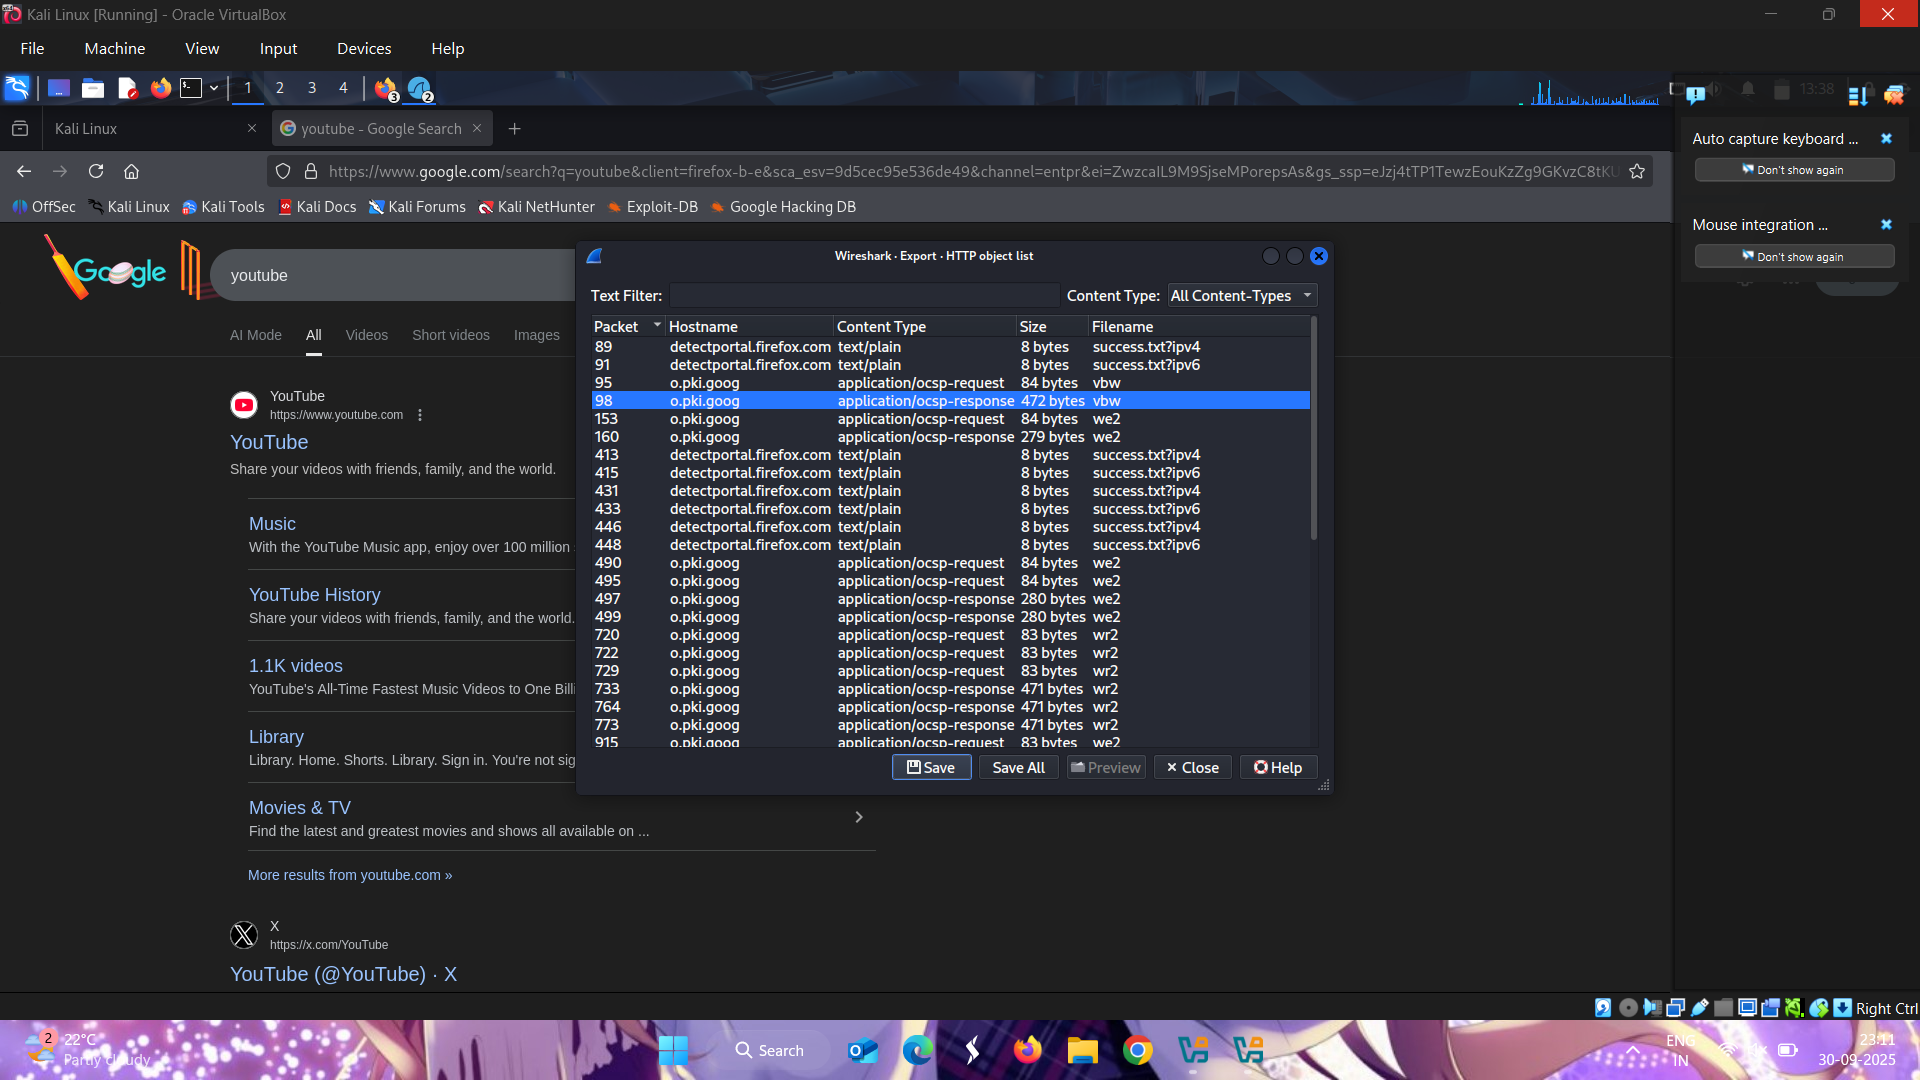 Kali Linux [Running] - Oracle VirtualBox
File Machine View Input Devices Help
1 2 3 4 3 2
13:38
Kali Linux
youtube - Google Search
https://www.google.com/search?q=youtube&client=firefox-b-e&sca_esv=9d5cec95e536de49&channel=entpr&ei=ZwzcaIL9M9SjseMPorepsAs&gs_ssp=eJzj4tTP1TewzEouKzZg9GKvzC8tKU
OffSec Kali Linux Kali Tools Kali Docs Kali Forums Kali NetHunter Exploit-DB Google Hacking DB
Auto capture keyboard ...
Don't show again
Mouse integration ...
Don't show again
Google
youtube
AI Mode All Videos Short videos Images
YouTube
https://www.youtube.com
YouTube
Share your videos with friends, family, and the world.
Music
With the YouTube Music app, enjoy over 100 million
YouTube History
Share your videos with friends, family, and the world.
1.1K videos
YouTube's All-Time Fastest Music Videos to One Billi
Library
Library. Home. Shorts. Library. Sign in. You're not sig
Movies & TV
Find the latest and greatest movies and shows all available on ...
More results from youtube.com »
X
https://x.com/YouTube
YouTube (@YouTube) · X
Wireshark · Export · HTTP object list
Text Filter: Content Type: All Content-Types
Packet Hostname Content Type Size Filename
89 detectportal.firefox.com text/plain 8 bytes success.txt?ipv4
91 detectportal.firefox.com text/plain 8 bytes success.txt?ipv6
95 o.pki.goog application/ocsp-request 84 bytes vbw
98 o.pki.goog application/ocsp-response 472 bytes vbw
153 o.pki.goog application/ocsp-request 84 bytes we2
160 o.pki.goog application/ocsp-response 279 bytes we2
413 detectportal.firefox.com text/plain 8 bytes success.txt?ipv4
415 detectportal.firefox.com text/plain 8 bytes success.txt?ipv6
431 detectportal.firefox.com text/plain 8 bytes success.txt?ipv4
433 detectportal.firefox.com text/plain 8 bytes success.txt?ipv6
446 detectportal.firefox.com text/plain 8 bytes success.txt?ipv4
448 detectportal.firefox.com text/plain 8 bytes success.txt?ipv6
490 o.pki.goog application/ocsp-request 84 bytes we2
495 o.pki.goog application/ocsp-request 84 bytes we2
497 o.pki.goog application/ocsp-response 280 bytes we2
499 o.pki.goog application/ocsp-response 280 bytes we2
720 o.pki.goog application/ocsp-request 83 bytes wr2
722 o.pki.goog application/ocsp-request 83 bytes wr2
729 o.pki.goog application/ocsp-request 83 bytes wr2
733 o.pki.goog application/ocsp-response 471 bytes wr2
764 o.pki.goog application/ocsp-response 471 bytes wr2
773 o.pki.goog application/ocsp-response 471 bytes wr2
915 o.pki.goog application/ocsp-request 83 bytes we2
Save Save All Preview Close Help
Right Ctrl
2
22°C
Partly cloudy
Search
ENG
IN
23:11
30-09-2025